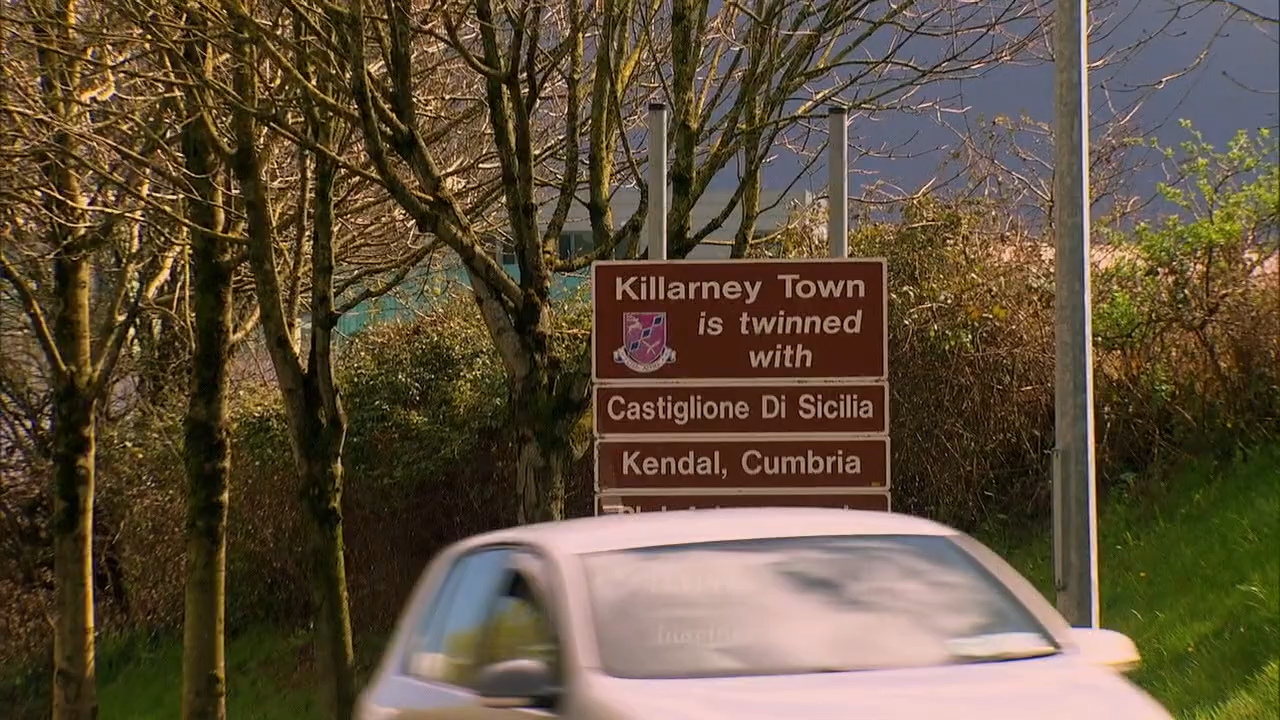 Killarney Town
is twinned
with
Castiglione Di Sicilia
Kendal, Cumbria